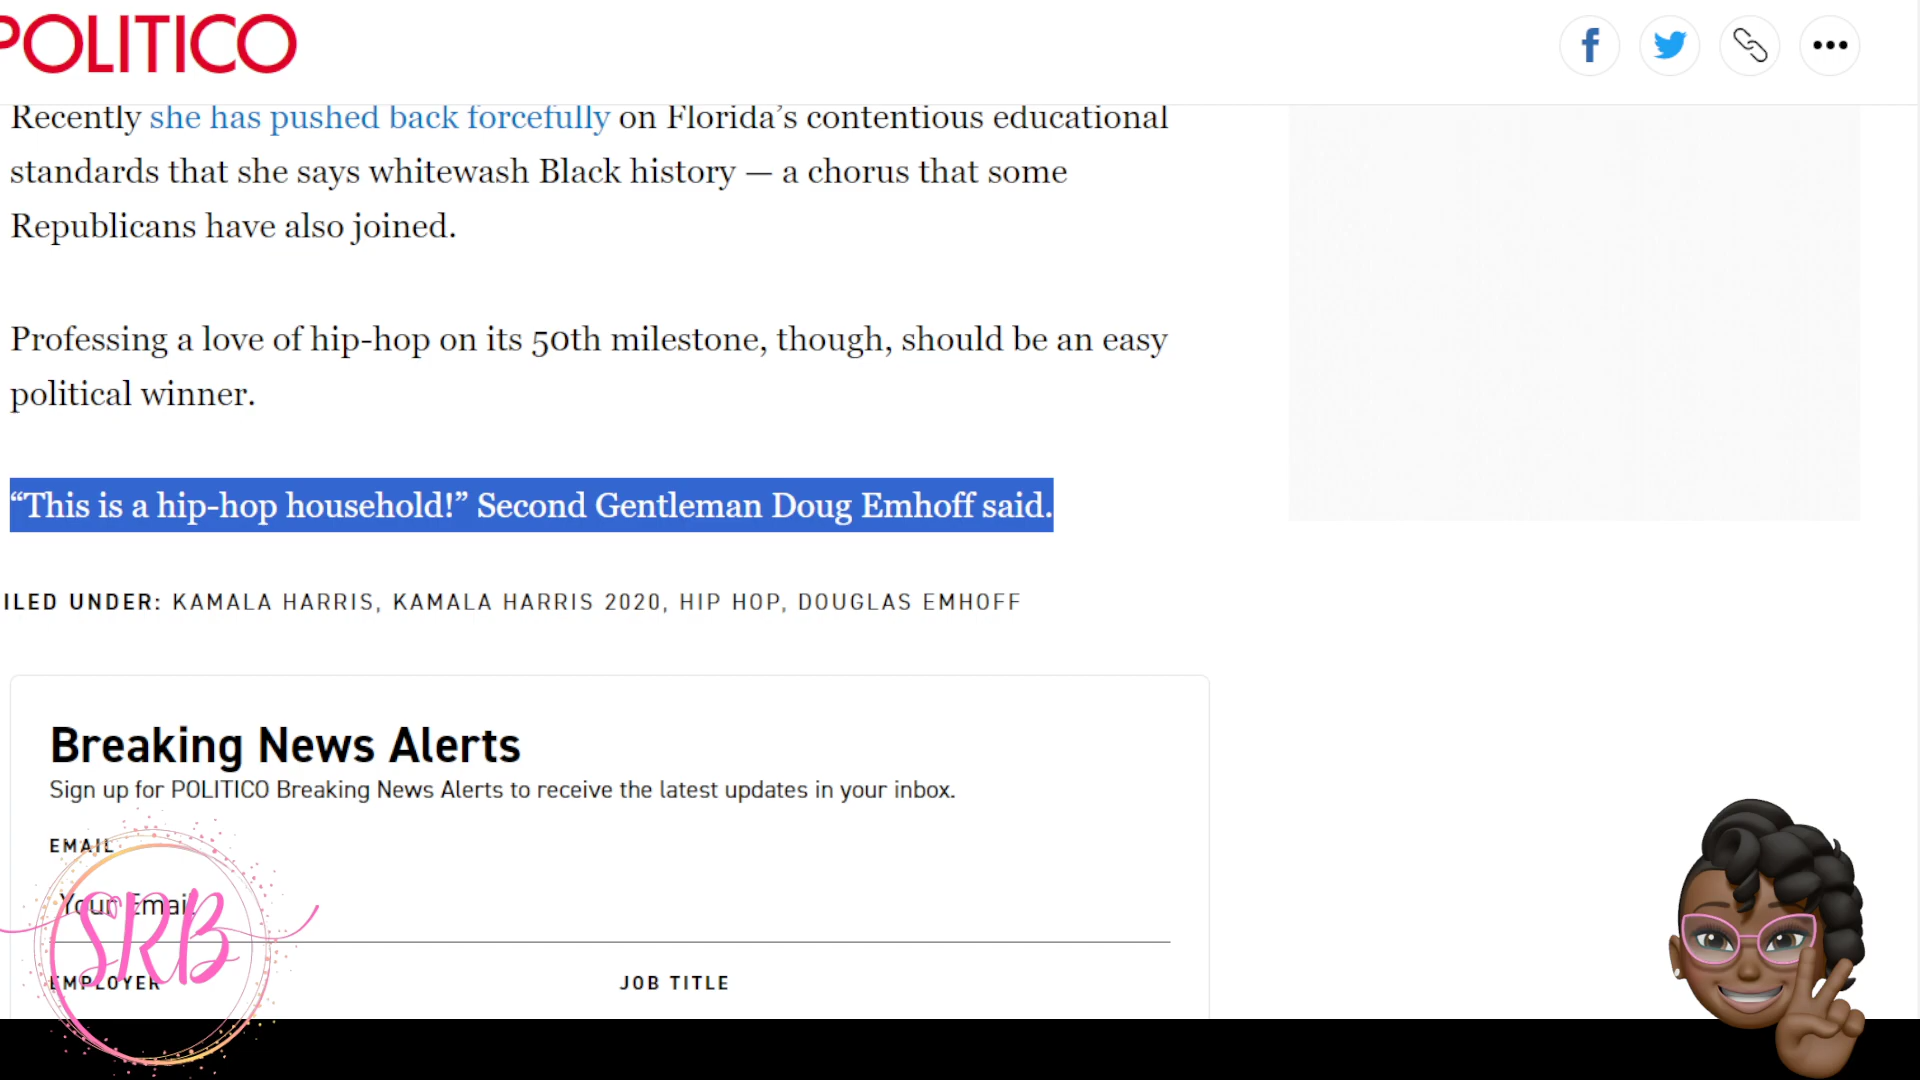 POLITICO
Recently she has pushed back forcefully on Florida’s contentious educational
standards that she says whitewash Black history — a chorus that some
Republicans have also joined.
Professing a love of hip-hop on its 50th milestone, though, should be an easy
political winner.
“This is a hip-hop household!” Second Gentleman Doug Emhoff said.
ILED UNDER: KAMALA HARRIS, KAMALA HARRIS 2020, HIP HOP, DOUGLAS EMHOFF
Breaking News Alerts
Sign up for POLITICO Breaking News Alerts to receive the latest updates in your inbox.
EMAIL
Your Email
SRB
EMPLOYER JOB TITLE